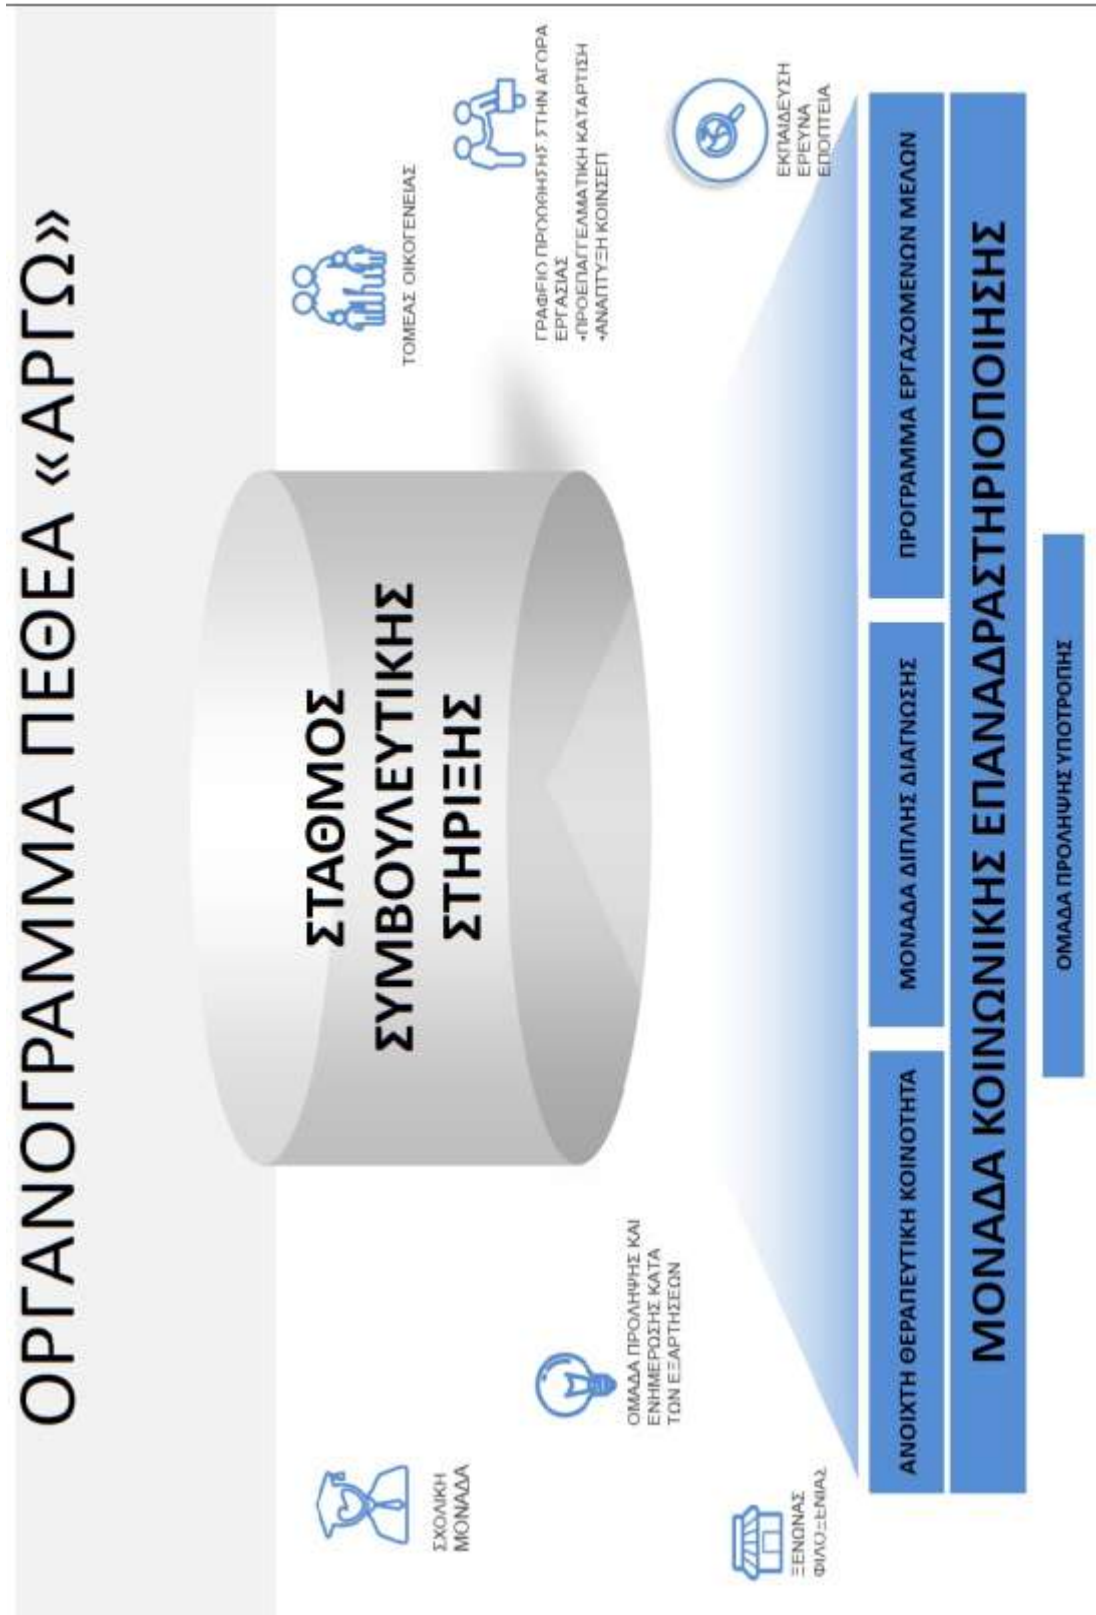 ΟΡΓΑΝΟΓΡΑΜΜΑ ΠΕΘΕΑ «ΑΡΓΩ»
ΣΤΑΘΜΟΣ
ΣΥΜΒΟΥΛΕΥΤΙΚΗΣ
ΣΤΗΡΙΞΗΣ
ΣΧΟΛΙΚΗ
ΜΟΝΑΔΑ
ΟΜΑΔΑ ΠΡΟΛΗΨΗΣ ΚΑΙ
ΕΝΗΜΕΡΩΣΗΣ ΚΑΤΑ
ΤΩΝ ΕΞΑΡΤΗΣΕΩΝ
ΞΕΝΩΝΑΣ
ΦΙΛΟΞΕΝΙΑΣ
ΤΟΜΕΑΣ ΟΙΚΟΓΕΝΕΙΑΣ
ΓΡΑΦΕΙΟ ΠΡΟΩΘΗΣΗΣ ΣΤΗΝ ΑΓΟΡΑ
ΕΡΓΑΣΙΑΣ
•ΠΡΟΕΠΑΓΓΕΛΜΑΤΙΚΗ ΚΑΤΑΡΤΙΣΗ
•ΑΝΑΠΤΥΞΗ ΚΟΙΝΣΕΠ
ΕΚΠΑΙΔΕΥΣΗ
ΕΡΕΥΝΑ
ΕΠΟΠΤΕΙΑ
ΑΝΟΙΧΤΗ ΘΕΡΑΠΕΥΤΙΚΗ ΚΟΙΝΟΤΗΤΑ
ΜΟΝΑΔΑ ΔΙΠΛΗΣ ΔΙΑΓΝΩΣΗΣ
ΠΡΟΓΡΑΜΜΑ ΕΡΓΑΖΟΜΕΝΩΝ ΜΕΛΩΝ
ΜΟΝΑΔΑ ΚΟΙΝΩΝΙΚΗΣ ΕΠΑΝΑΔΡΑΣΤΗΡΙΟΠΟΙΗΣΗΣ
ΟΜΑΔΑ ΠΡΟΛΗΨΗΣ ΥΠΟΤΡΟΠΗΣ